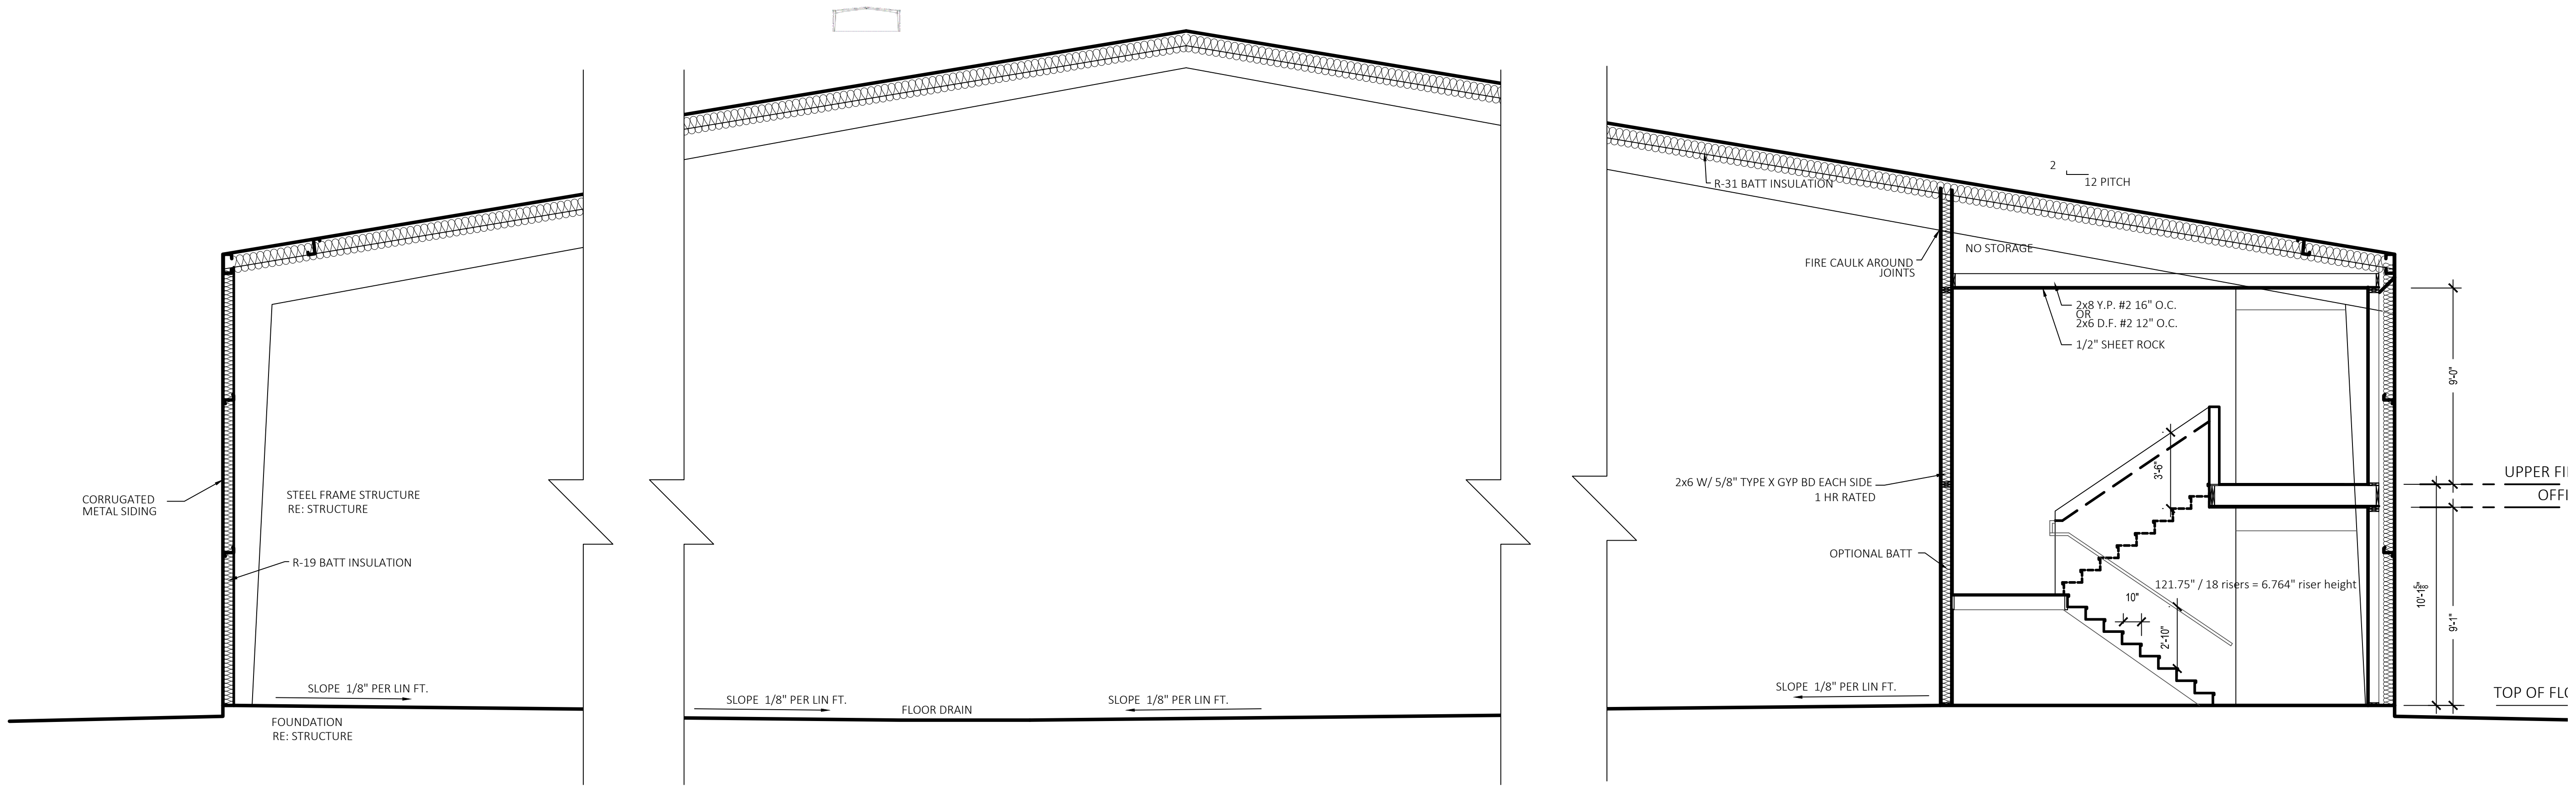 2
12 PITCH
R-31 BATT INSULATION
NO STORAGE
FIRE CAULK AROUND
JOINTS
2x8 Y.P. #2 16" O.C.
OR
2x6 D.F. #2 12" O.C.
1/2" SHEET ROCK
9'-0"
3'-6"
2x6 W/ 5/8" TYPE X GYP BD EACH SIDE
1 HR RATED
UPPER
OFFI
CORRUGATED
METAL SIDING
STEEL FRAME STRUCTURE
RE: STRUCTURE
R-19 BATT INSULATION
OPTIONAL BATT
121.75" / 18 risers = 6.764" riser height
10"
2'-10"
10'-1 5/8"
9'-1"
SLOPE 1/8" PER LIN FT.
SLOPE 1/8" PER LIN FT.
FLOOR DRAIN
SLOPE 1/8" PER LIN FT.
SLOPE 1/8" PER LIN FT.
TOP OF FLO
FOUNDATION
RE: STRUCTURE